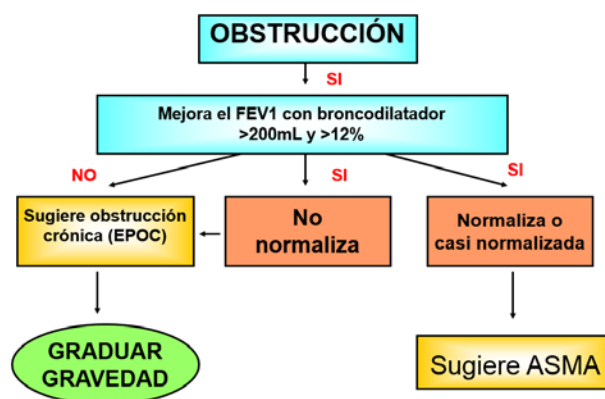 OBSTRUCCIÓN
SI
Mejora el FEV1 con broncodilatador
>200mL y >12%
NO
SI
SI
Sugiere obstrucción
crónica (EPOC)
No
normaliza
Normaliza o
casi normalizada
GRADUAR
GRAVEDAD
Sugiere ASMA